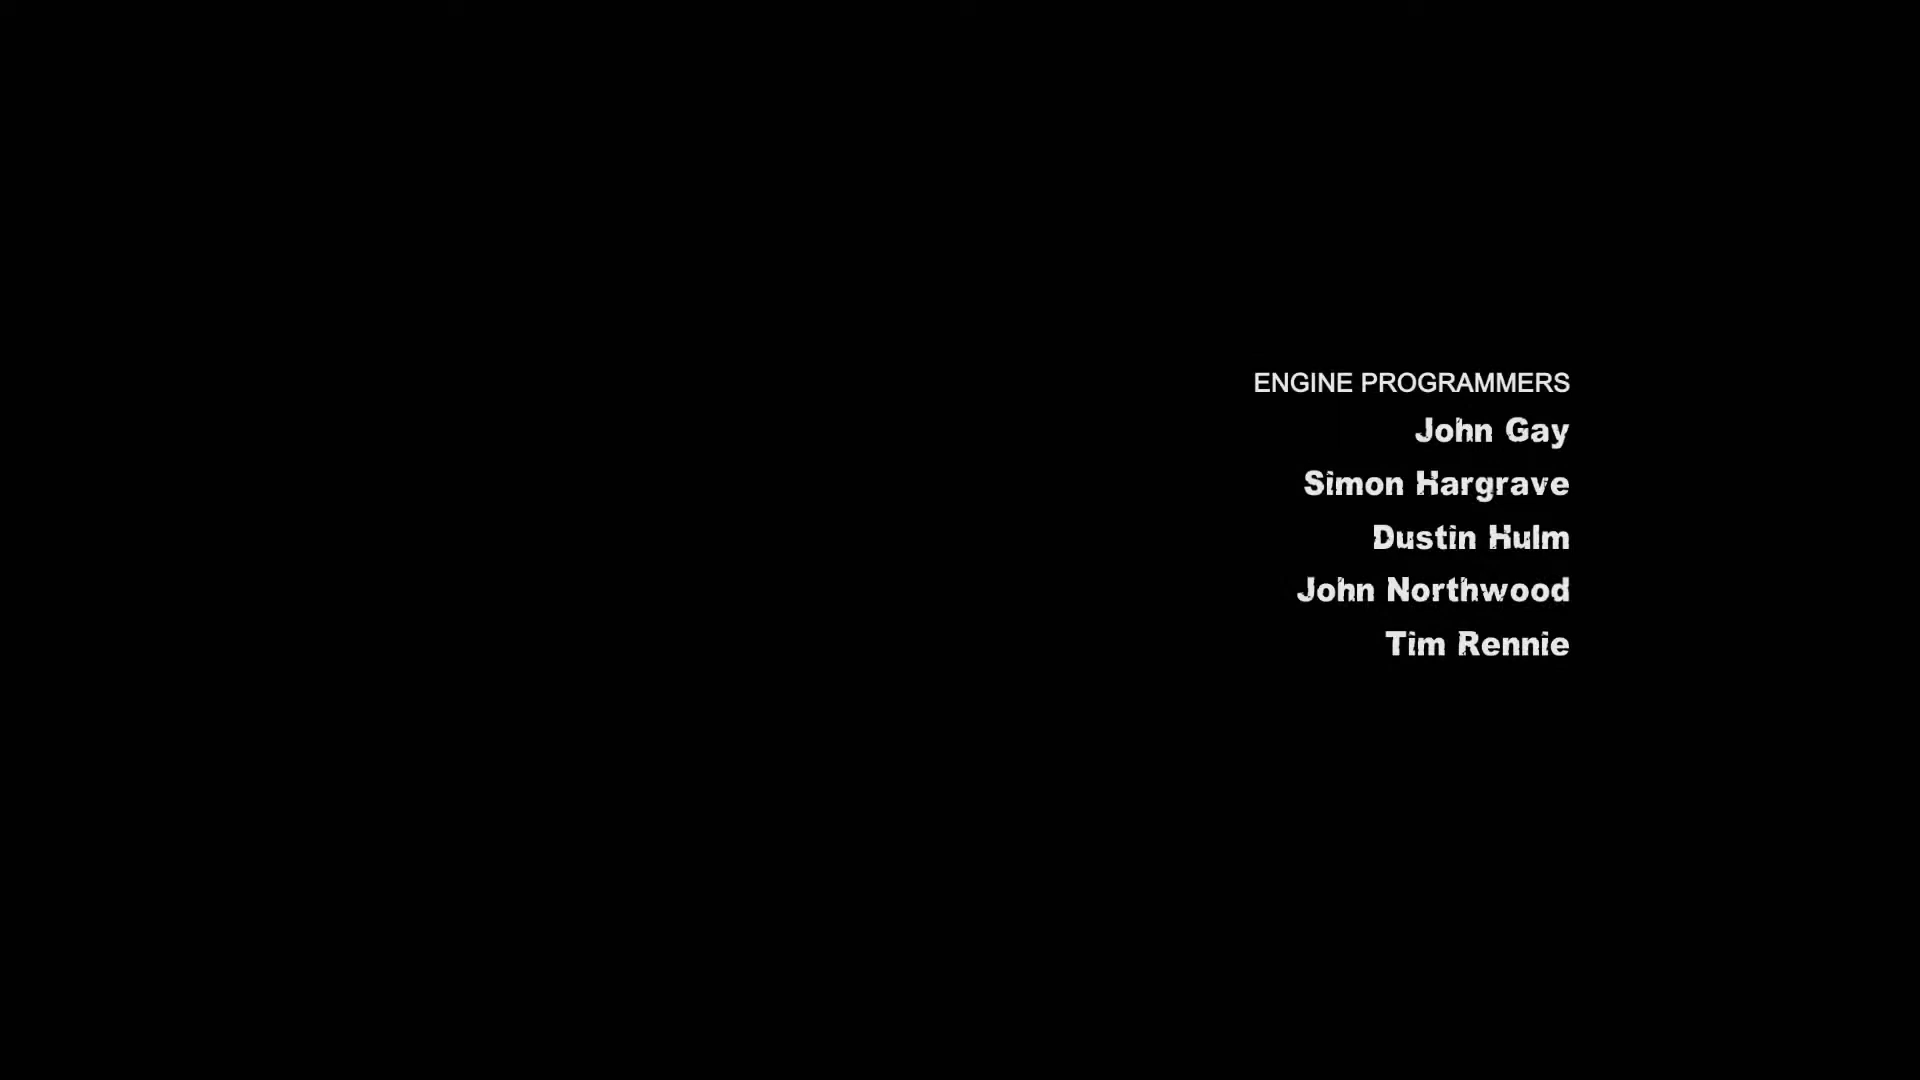 ENGINE PROGRAMMERS
John Gay
Simon Hargrave
Dustin Hulm
John Northwood
Tim Rennie